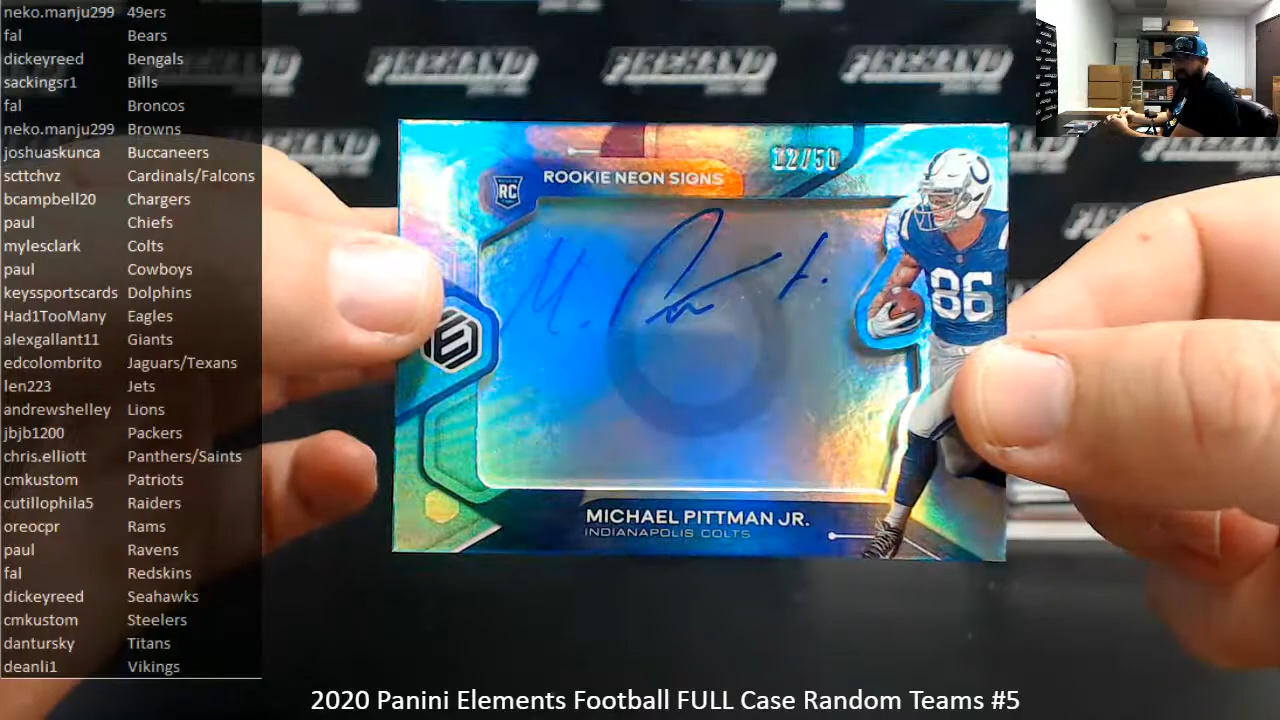 neko.manju299 49ers
fal Bears
dickeyreed Bengals
sackingsr1 Bills
fal Broncos
neko.manju299 Browns
joshuaskunca Buccaneers
scttchvz Cardinals/Falcons
bcampbell20 Chargers
paul Chiefs
mylesclark Colts
paul Cowboys
keyssportscards Dolphins
Had1TooMany Eagles
alexgallant11 Giants
edcolombrito Jaguars/Texans
len223 Jets
andrewshelley Lions
jbjb1200 Packers
chris.elliott Panthers/Saints
cmkustom Patriots
cutillophila5 Raiders
oreocpr Rams
paul Ravens
fal Redskins
dickeyreed Seahawks
cmkustom Steelers
dantursky Titans
deanli1 Vikings
12/50
RC
ROOKIE NEON SIGNS
86
E
MICHAEL PITTMAN JR.
INDIANAPOLIS COLTS
2020 Panini Elements Football FULL Case Random Teams #5